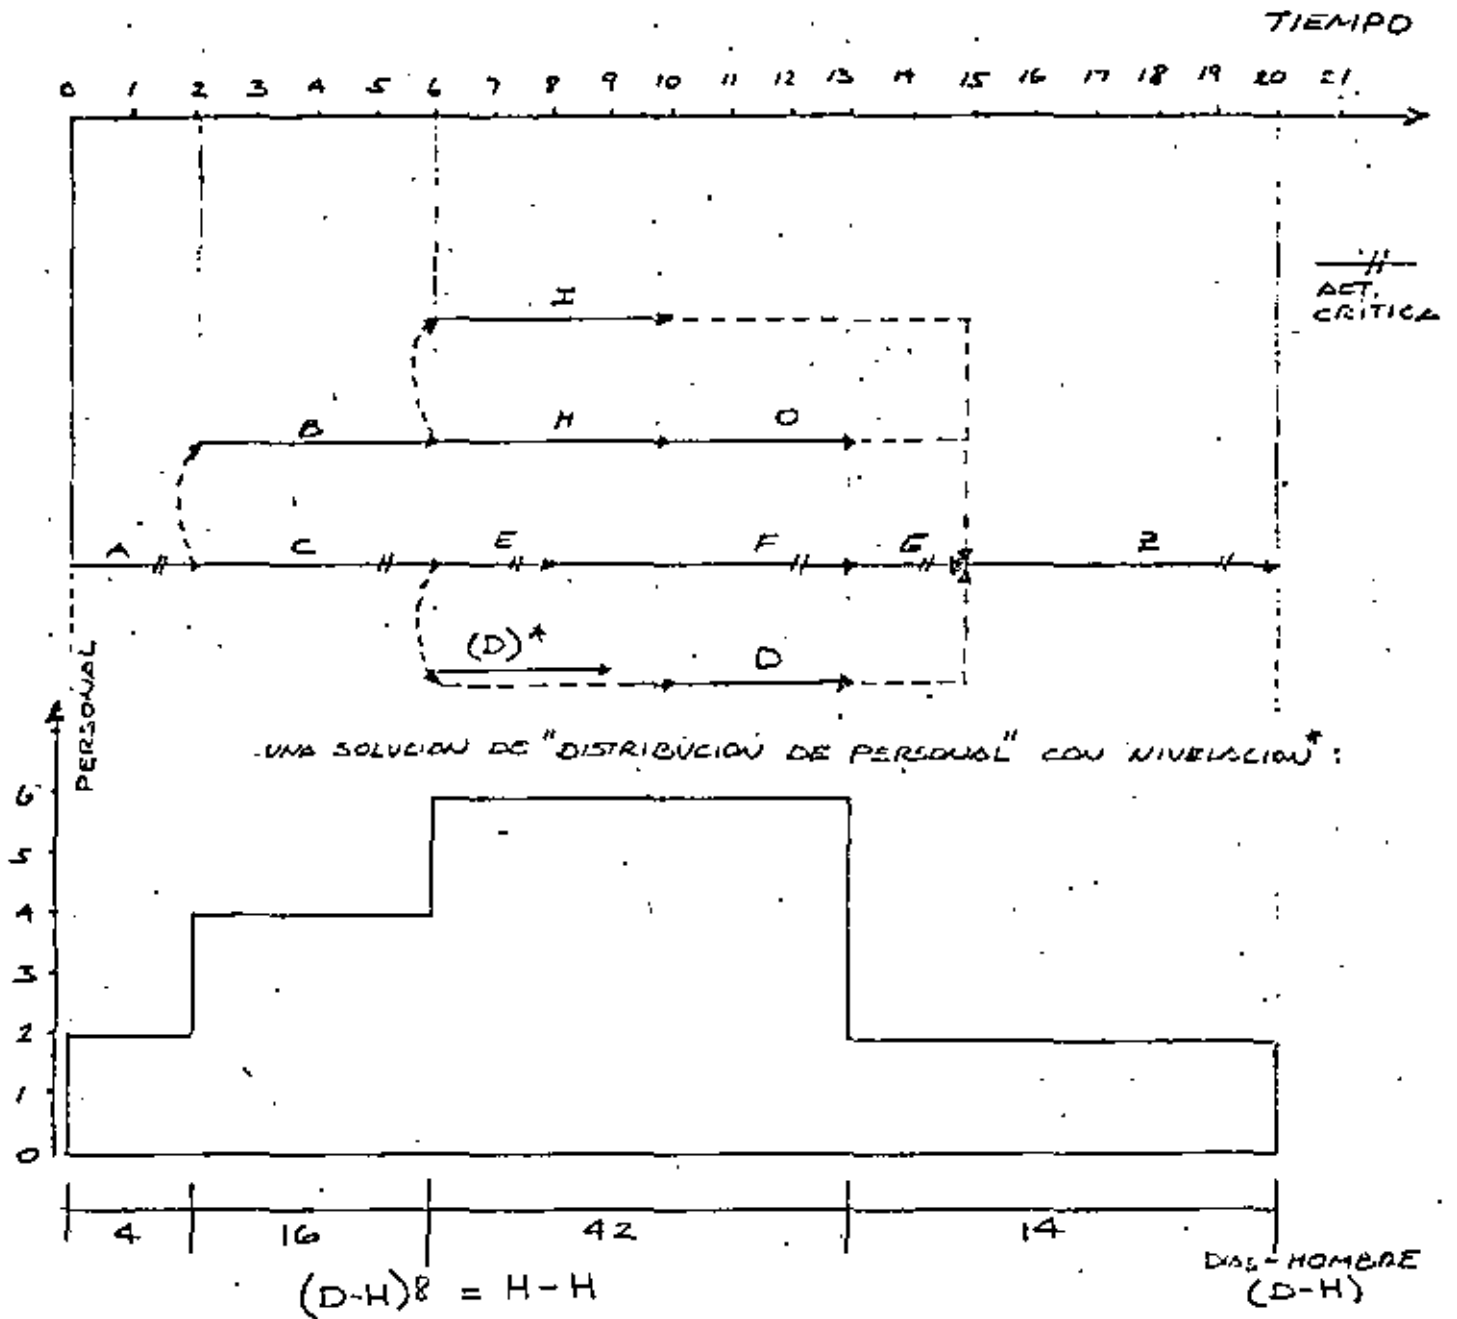 TIEMPO
0 1 2 3 4 5 6 7 8 9 10 11 12 13 14 15 16 17 18 19 20 21
I
ACT.
CRITICA
B H O
A C E F G Z
(D)* D
PERSONAL
UNA SOLUCION DE "DISTRIBUCION DE PERSONAL" CON NIVELACION*:
6
5
4
3
2
1
0
4 16 42 14
DIAS-HOMBRE
(D-H)8 = H-H (D-H)